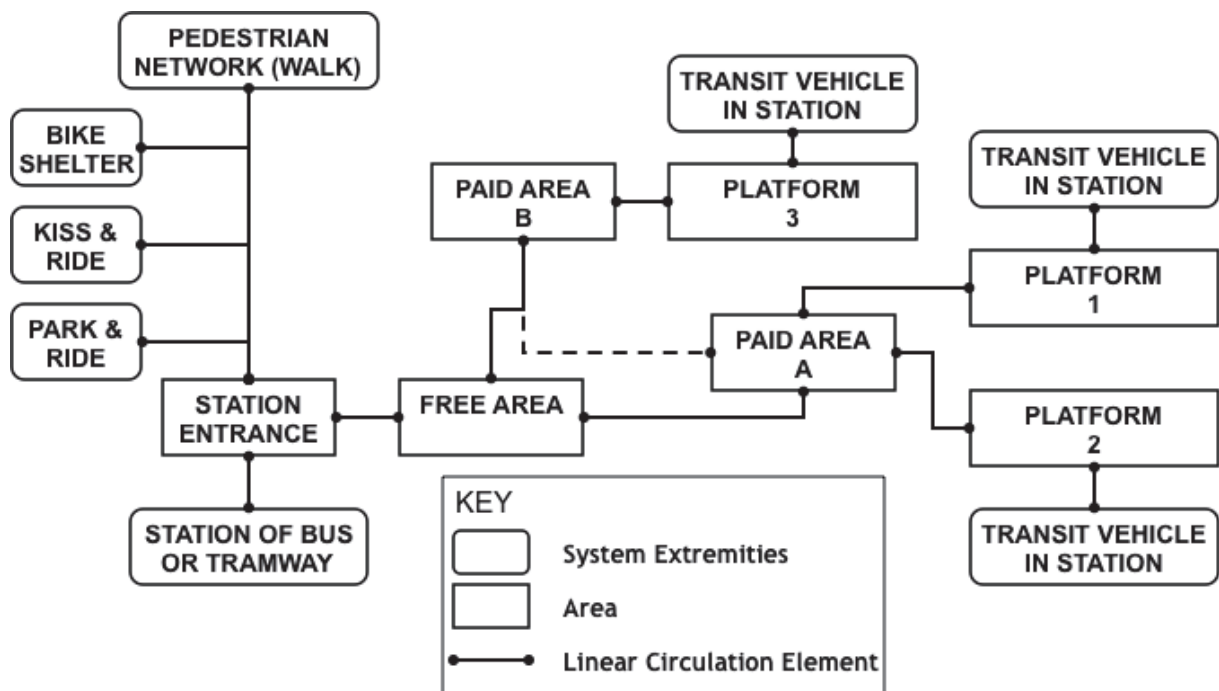 PEDESTRIAN
NETWORK (WALK)
BIKE
SHELTER
KISS &
RIDE
PARK &
RIDE
STATION
ENTRANCE
STATION OF BUS
OR TRAMWAY
FREE AREA
PAID AREA
B
TRANSIT VEHICLE
IN STATION
PLATFORM
3
PAID AREA
A
TRANSIT VEHICLE
IN STATION
PLATFORM
1
PLATFORM
2
TRANSIT VEHICLE
IN STATION
KEY
System Extremities
Area
Linear Circulation Element